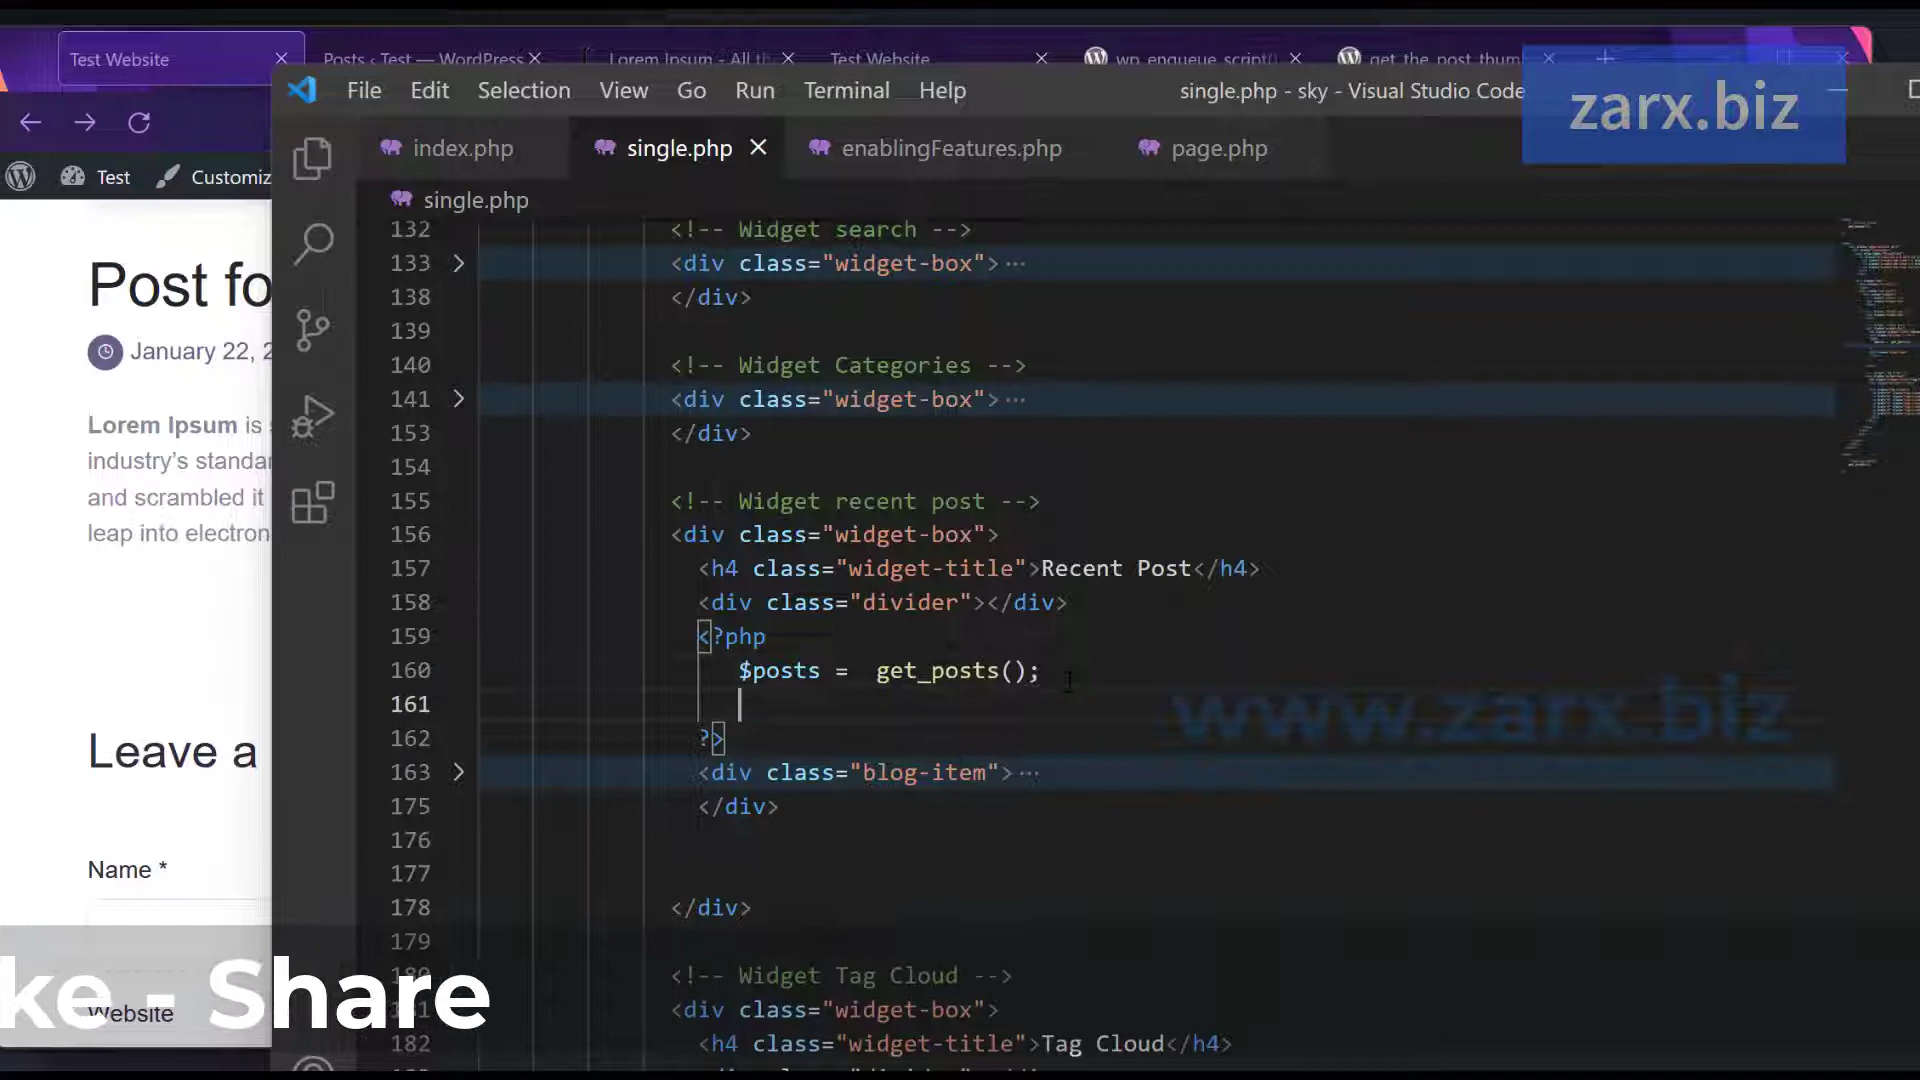 Test Website
Posts ‹ Test — WordPress
Lorem Ipsum - All t
Test Website
wp_enqueue_script()
get_the_post_thum
File Edit Selection View Go Run Terminal Help
single.php - sky - Visual Studio Code
zarx.biz
index.php
single.php
enablingFeatures.php
page.php
Test
Customiz
single.php
132 <!-- Widget search -->
133 <div class="widget-box"> ...
138 </div>
139
140 <!-- Widget Categories -->
141 <div class="widget-box"> ...
153 </div>
154
155 <!-- Widget recent post -->
156 <div class="widget-box">
157 <h4 class="widget-title">Recent Post</h4>
158 <div class="divider"></div>
159 <?php
160 $posts =  get_posts();
161
162 ?>
163 <div class="blog-item"> ...
175 </div>
176
177
178 </div>
179
180 <!-- Widget Tag Cloud -->
181 <div class="widget-box">
182 <h4 class="widget-title">Tag Cloud</h4>
www.zarx.biz
Post fo
January 22, 2
Lorem Ipsum is
industry's standar
and scrambled it
leap into electron
Leave a
Name *
Website
ke - Share